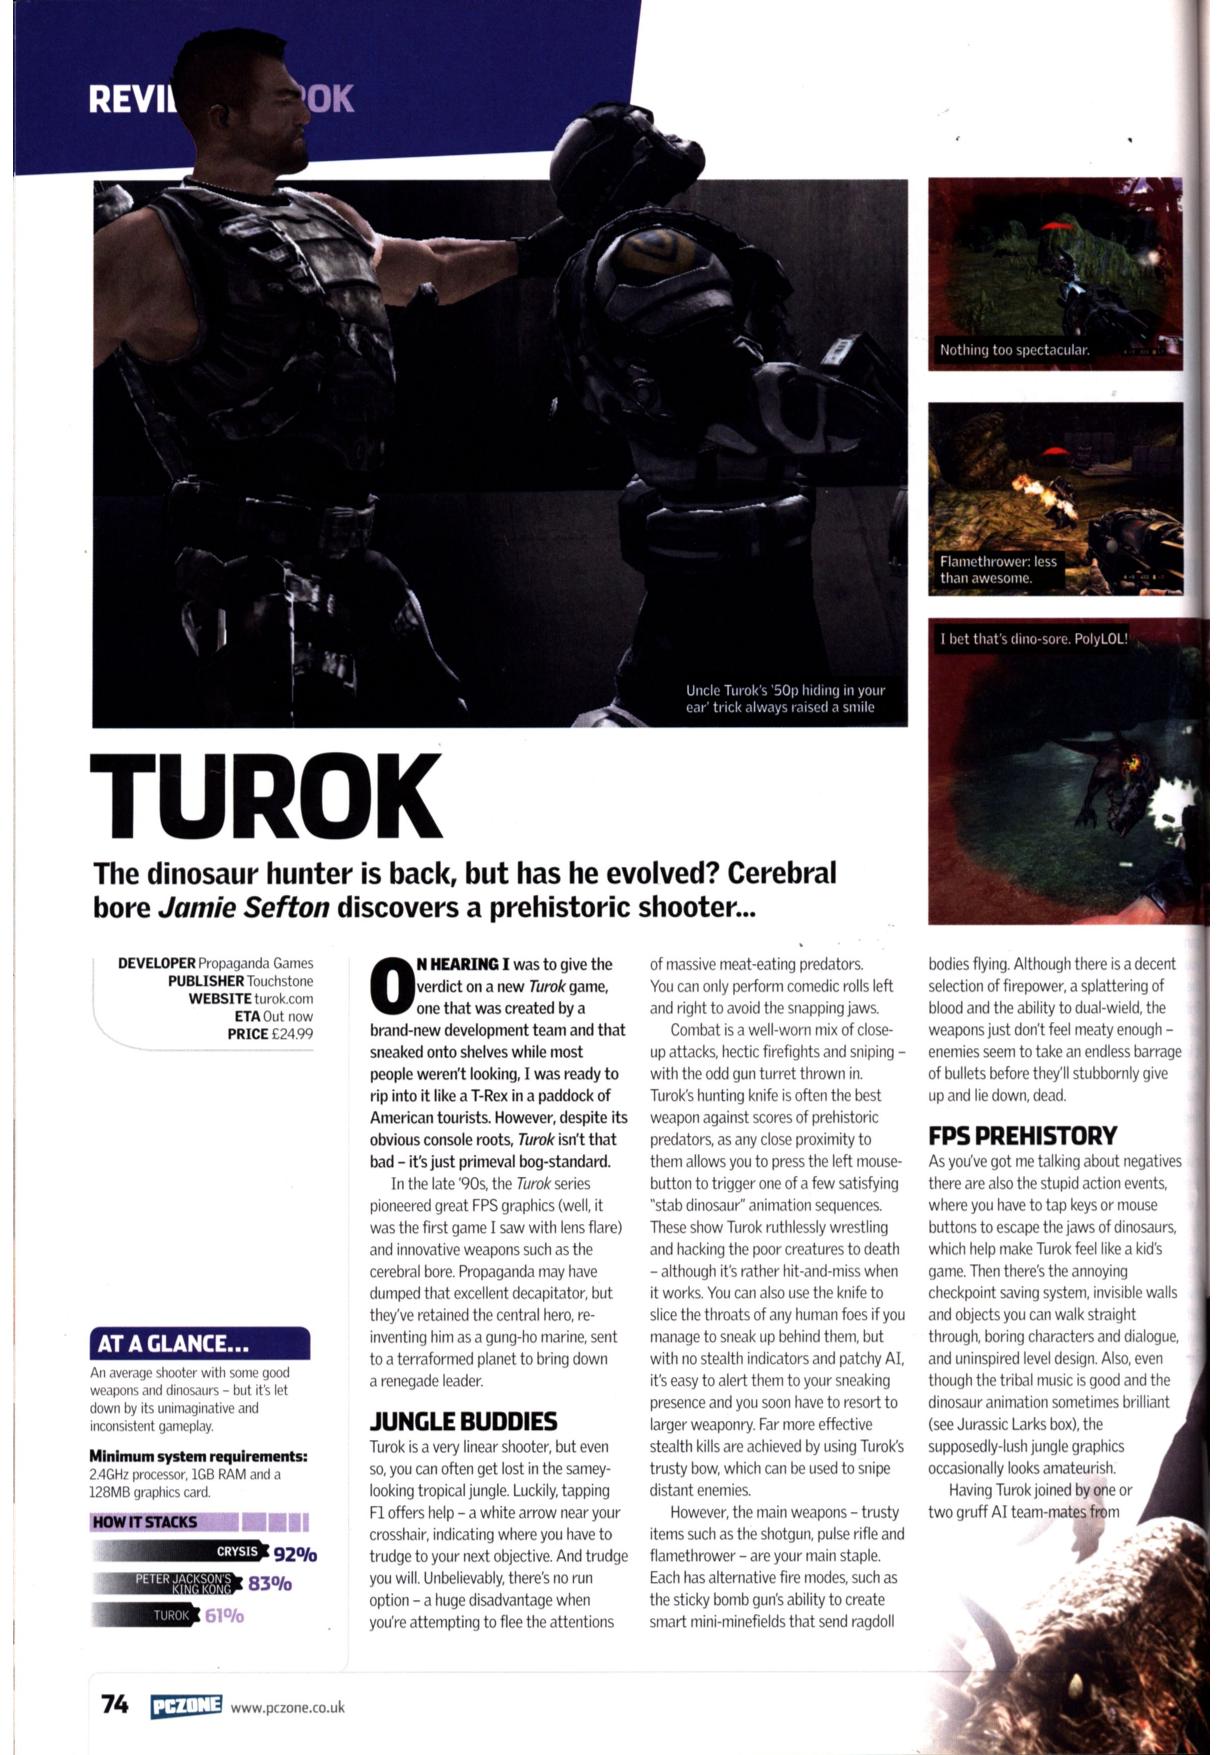 REVI OK
Nothing too spectacular.
Flamethrower: less
than awesome.
I bet that's dino-sore. PolyLOL!
Uncle Turok's '50p hiding in your
ear' trick always raised a smile
TUROK
The dinosaur hunter is back, but has he evolved? Cerebral
bore Jamie Sefton discovers a prehistoric shooter...
DEVELOPER Propaganda Games
PUBLISHER Touchstone
WEBSITE turok.com
ETA Out now
PRICE £24.99
AT A GLANCE...
An average shooter with some good
weapons and dinosaurs – but it's let
down by its unimaginative and
inconsistent gameplay.
Minimum system requirements:
2.4GHz processor, 1GB RAM and a
128MB graphics card.
HOW IT STACKS
CRYSIS 92%
PETER JACKSON'S
KING KONG 83%
TUROK 61%
ON HEARING I was to give the
verdict on a new Turok game,
one that was created by a
brand-new development team and that
sneaked onto shelves while most
people weren't looking, I was ready to
rip into it like a T-Rex in a paddock of
American tourists. However, despite its
obvious console roots, Turok isn't that
bad – it's just primeval bog-standard.
In the late '90s, the Turok series
pioneered great FPS graphics (well, it
was the first game I saw with lens flare)
and innovative weapons such as the
cerebral bore. Propaganda may have
dumped that excellent decapitator, but
they've retained the central hero, re-
inventing him as a gung-ho marine, sent
to a terraformed planet to bring down
a renegade leader.
JUNGLE BUDDIES
Turok is a very linear shooter, but even
so, you can often get lost in the samey-
looking tropical jungle. Luckily, tapping
F1 offers help – a white arrow near your
crosshair, indicating where you have to
trudge to your next objective. And trudge
you will. Unbelievably, there's no run
option – a huge disadvantage when
you're attempting to flee the attentions
of massive meat-eating predators.
You can only perform comedic rolls left
and right to avoid the snapping jaws.
Combat is a well-worn mix of close-
up attacks, hectic firefights and sniping –
with the odd gun turret thrown in.
Turok's hunting knife is often the best
weapon against scores of prehistoric
predators, as any close proximity to
them allows you to press the left mouse-
button to trigger one of a few satisfying
"stab dinosaur" animation sequences.
These show Turok ruthlessly wrestling
and hacking the poor creatures to death
– although it's rather hit-and-miss when
it works. You can also use the knife to
slice the throats of any human foes if you
manage to sneak up behind them, but
with no stealth indicators and patchy AI,
it's easy to alert them to your sneaking
presence and you soon have to resort to
larger weaponry. Far more effective
stealth kills are achieved by using Turok's
trusty bow, which can be used to snipe
distant enemies.
However, the main weapons – trusty
items such as the shotgun, pulse rifle and
flamethrower – are your main staple.
Each has alternative fire modes, such as
the sticky bomb gun's ability to create
smart mini-minefields that send ragdoll
bodies flying. Although there is a decent
selection of firepower, a splattering of
blood and the ability to dual-wield, the
weapons just don't feel meaty enough –
enemies seem to take an endless barrage
of bullets before they'll stubbornly give
up and lie down, dead.
FPS PREHISTORY
As you've got me talking about negatives
there are also the stupid action events,
where you have to tap keys or mouse
buttons to escape the jaws of dinosaurs,
which help make Turok feel like a kid's
game. Then there's the annoying
checkpoint saving system, invisible walls
and objects you can walk straight
through, boring characters and dialogue,
and uninspired level design. Also, even
though the tribal music is good and the
dinosaur animation sometimes brilliant
(see Jurassic Larks box), the
supposedly-lush jungle graphics
occasionally looks amateurish.
Having Turok joined by one or
two gruff AI team-mates from
74 PCZONE www.pczone.co.uk